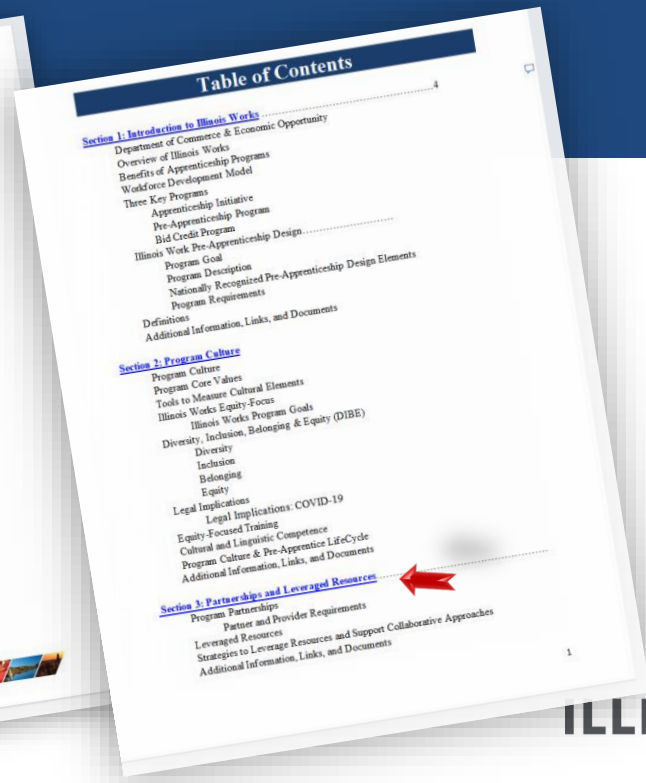 Table of Contents
Section 1: Introduction to Illinois Works ..........4
Department of Commerce & Economic Opportunity
Overview of Illinois Works
Benefits of Apprenticeship Programs
Workforce Development Model
Three Key Programs
Apprenticeship Initiative
Pre-Apprenticeship Program
Bid Credit Program
Illinois Work Pre-Apprenticeship Design..........
Program Goal
Program Description
Nationally Recognized Pre-Apprenticeship Design Elements
Program Requirements
Definitions
Additional Information, Links, and Documents
Section 2: Program Culture
Program Culture
Program Core Values
Tools to Measure Cultural Elements
Illinois Works Equity-Focus
Illinois Works Program Goals
Diversity, Inclusion, Belonging & Equity (DIBE)
Diversity
Inclusion
Belonging
Equity
Legal Implications
Legal Implications: COVID-19
Equity-Focused Training
Cultural and Linguistic Competence
Program Culture & Pre-Apprentice LifeCycle
Additional Information, Links, and Documents
Section 3: Partnerships and Leveraged Resources..........
Program Partnerships
Partner and Provider Requirements
Leveraged Resources
Strategies to Leverage Resources and Support Collaborative Approaches
Additional Information, Links, and Documents
1
ILLI